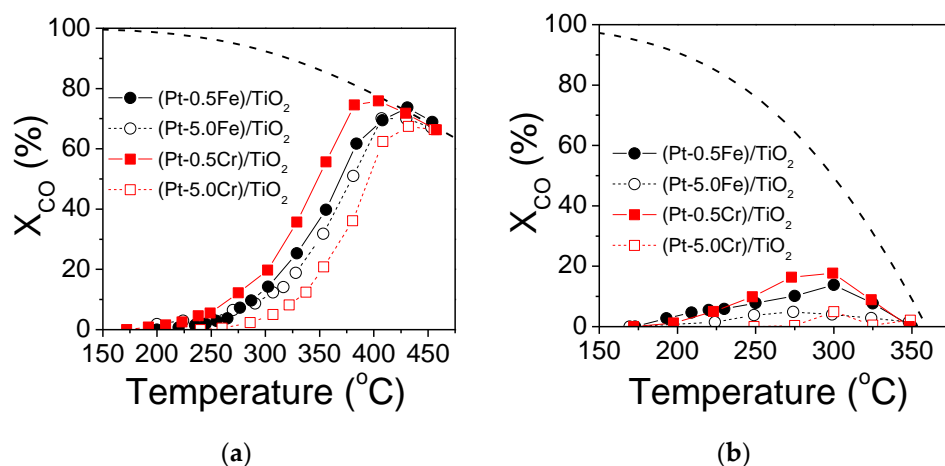 100
80
60
40
20
0
X_CO (%)
(Pt-0.5Fe)/TiO₂
(Pt-5.0Fe)/TiO₂
(Pt-0.5Cr)/TiO₂
(Pt-5.0Cr)/TiO₂
150 200 250 300 350 400 450
Temperature (°C)
(a)
100
80
60
40
20
0
X_CO (%)
(Pt-0.5Fe)/TiO₂
(Pt-5.0Fe)/TiO₂
(Pt-0.5Cr)/TiO₂
(Pt-5.0Cr)/TiO₂
150 200 250 300 350
Temperature (°C)
(b)